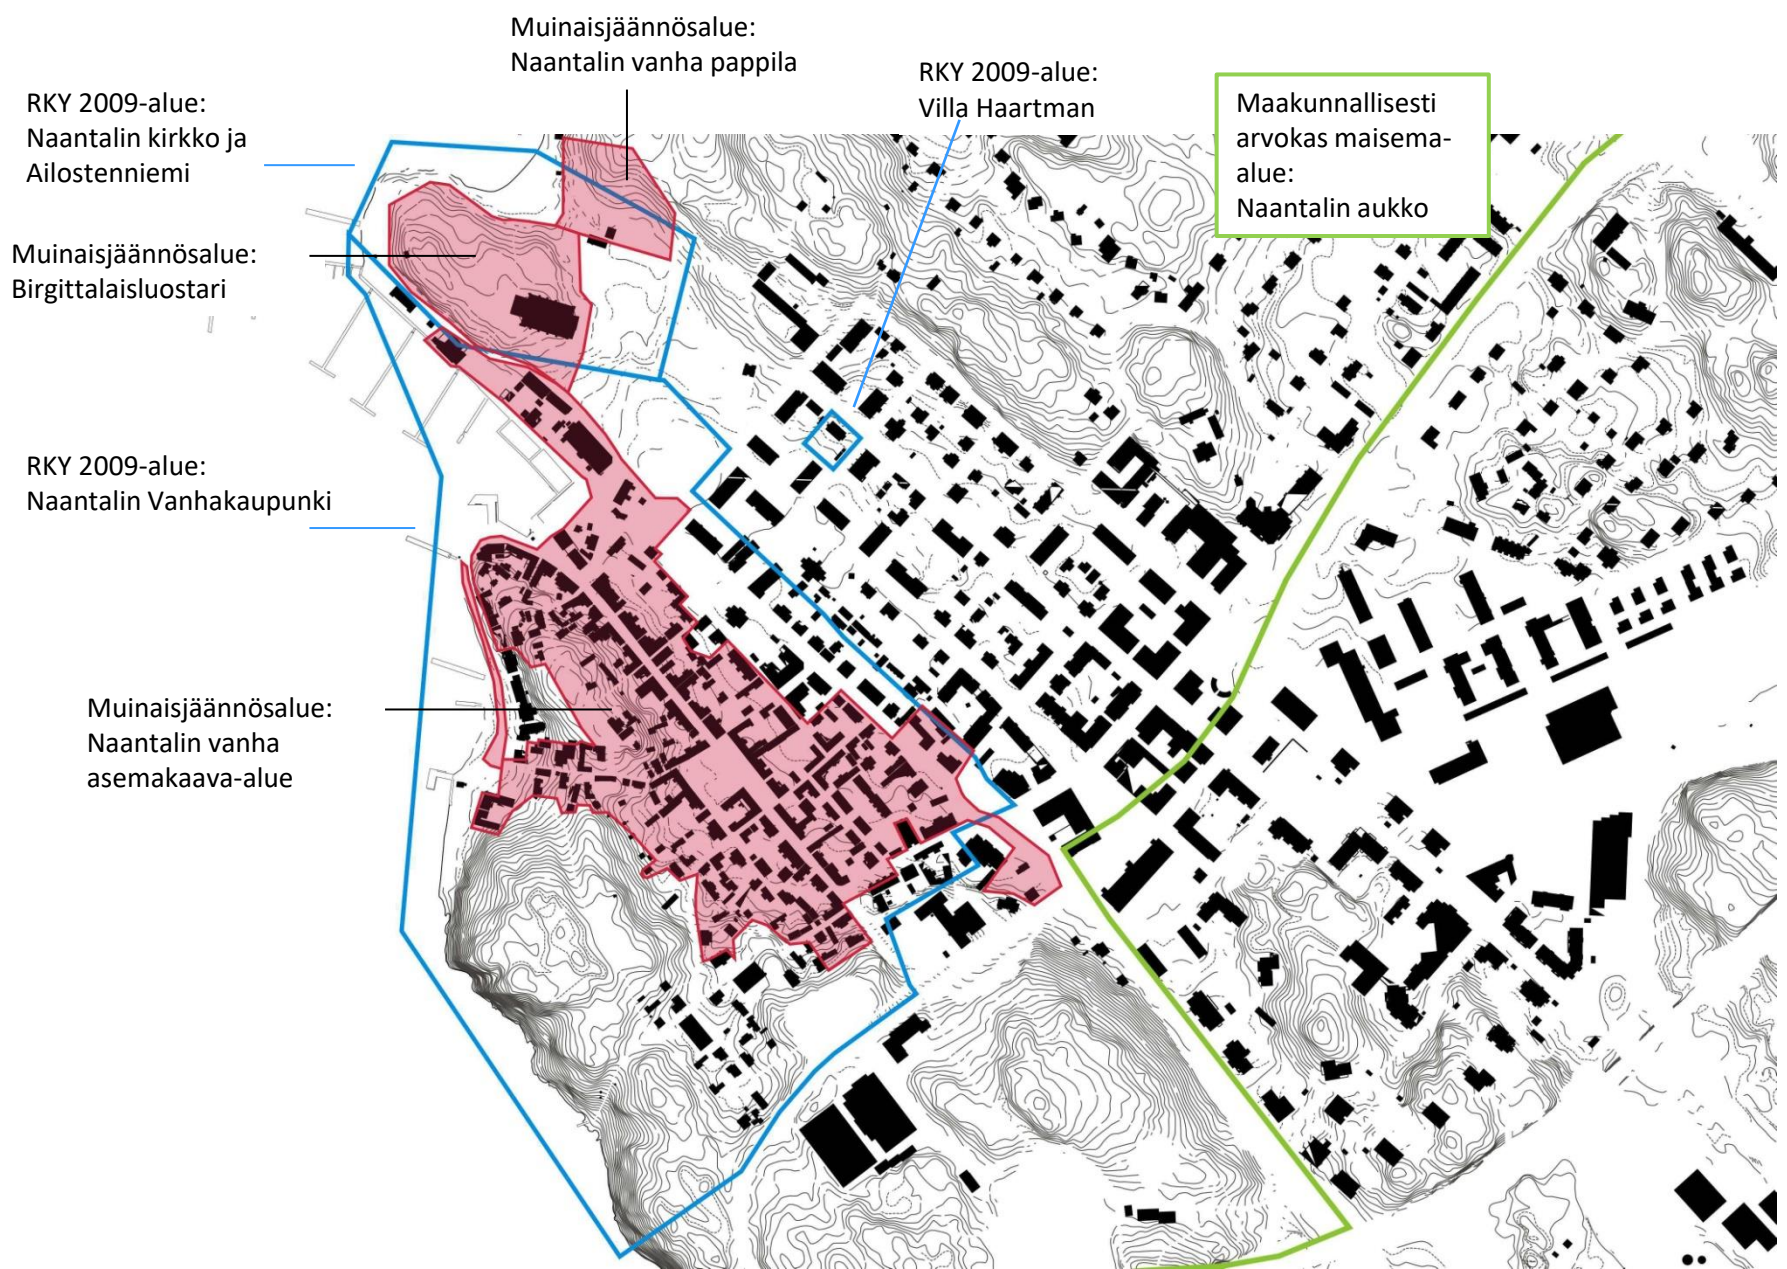 Muinaisjäännösalue:
Naantalin vanha pappila
RKY 2009-alue:
Villa Haartman
Maakunnallisesti
arvokas maisema-
alue:
Naantalin aukko
RKY 2009-alue:
Naantalin kirkko ja
Ailostenniemi
Muinaisjäännösalue:
Birgittalaisluostari
RKY 2009-alue:
Naantalin Vanhakaupunki
Muinaisjäännösalue:
Naantalin vanha
asemakaava-alue